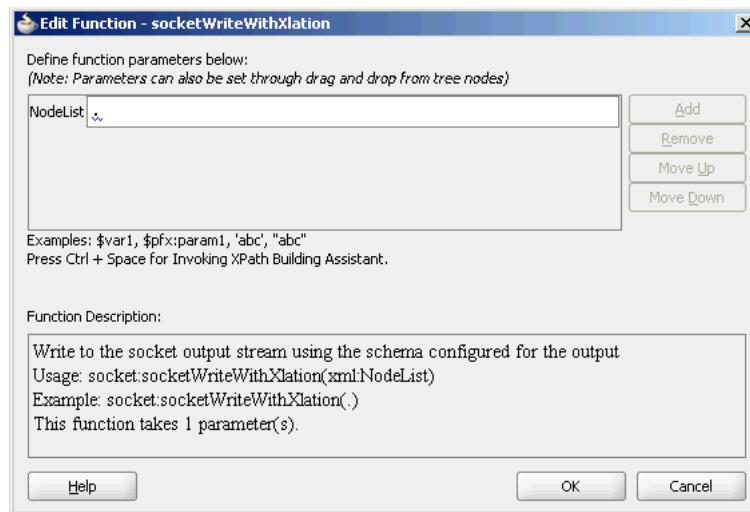 Edit Function - socketWriteWithXlation
Define function parameters below:
(Note: Parameters can also be set through drag and drop from tree nodes)
NodeList .
Add
Remove
Move Up
Move Down
Examples: $var1, $pfx:param1, 'abc', "abc"
Press Ctrl + Space for Invoking XPath Building Assistant.
Function Description:
Write to the socket output stream using the schema configured for the output
Usage: socket:socketWriteWithXlation(xml:NodeList)
Example: socket:socketWriteWithXlation(.)
This function takes 1 parameter(s).
Help
OK
Cancel